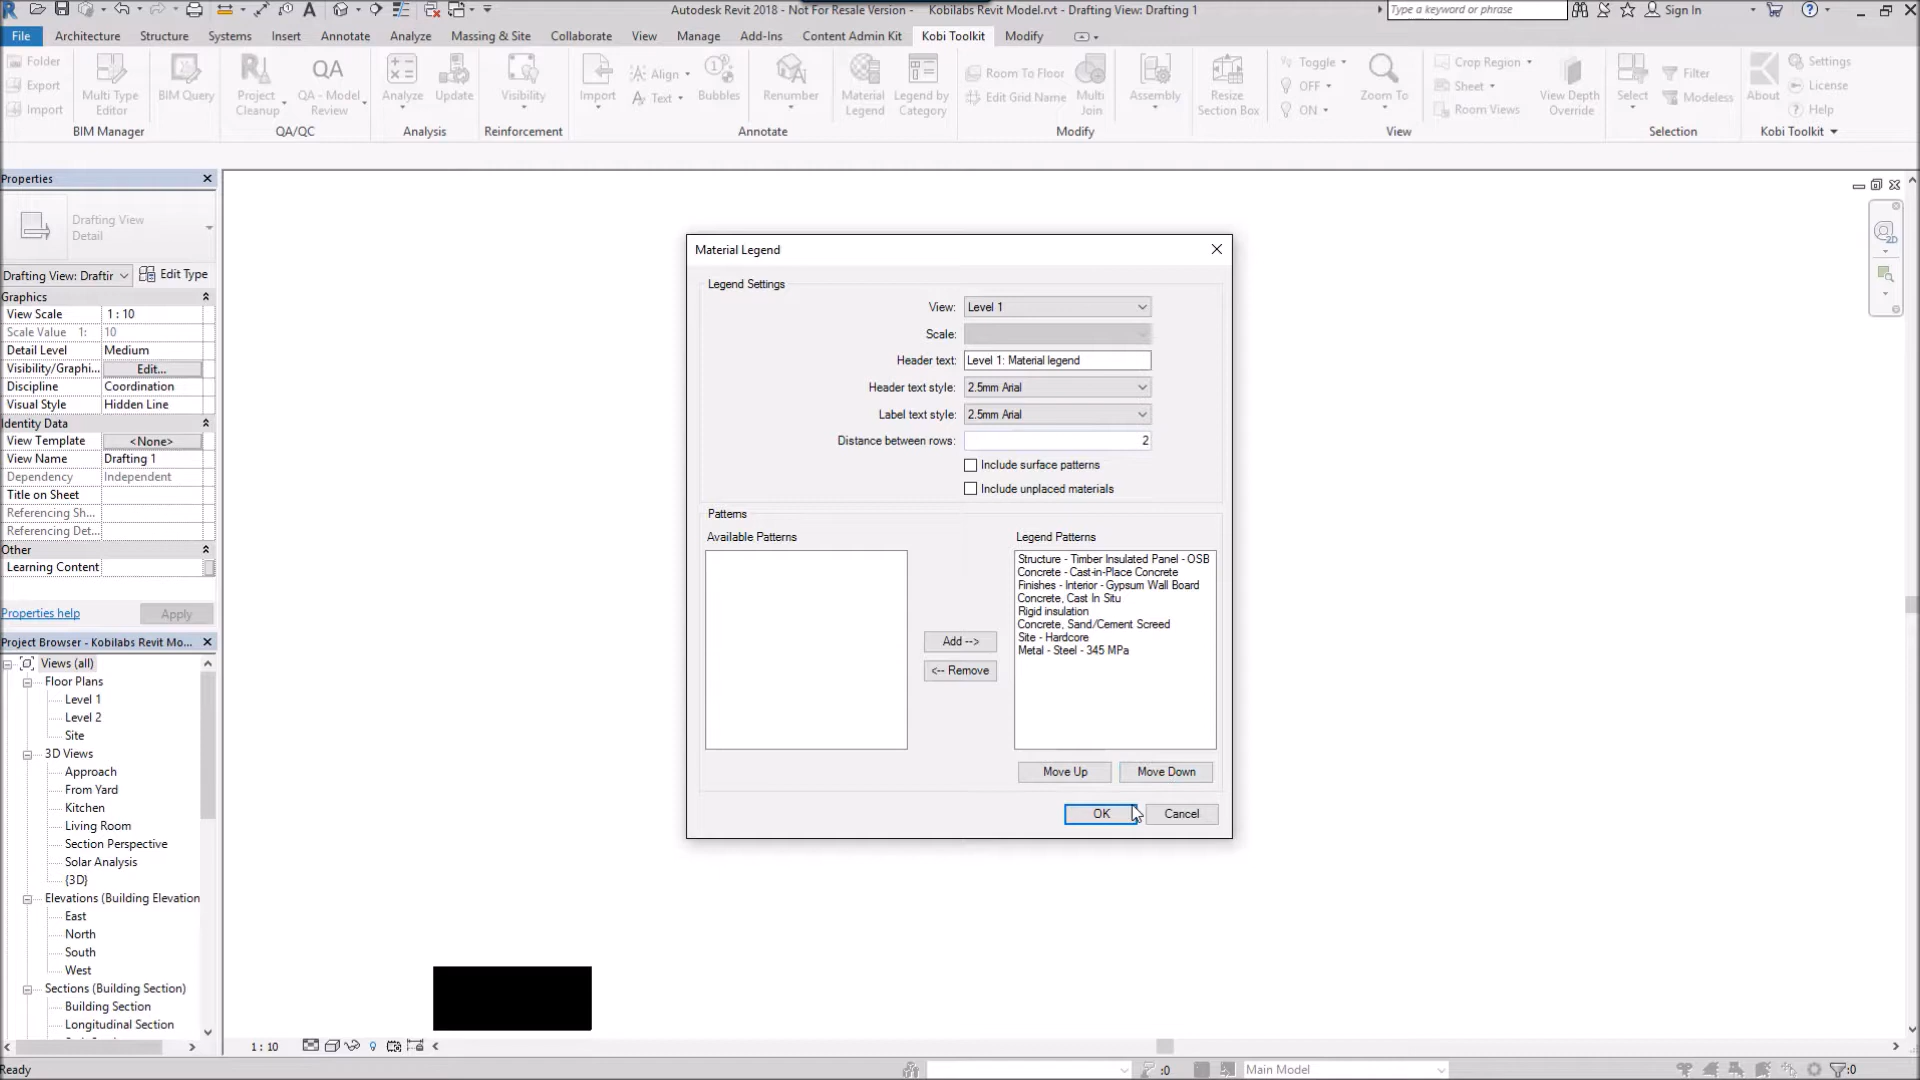 Autodesk Revit 2018 - Not For Resale Version - Kobilabs Revit Model.rvt - Drafting View: Drafting 1
Type a keyword or phrase
Sign In
File Architecture Structure Systems Insert Annotate Analyze Massing & Site Collaborate View Manage Add-Ins Content Admin Kit Kobi Toolkit Modify
Folder
Export
Import
Multi Type Editor
BIM Query
BIM Manager
Project Cleanup
QA - Model Review
QA/QC
Analyze
Update
Analysis
Visibility
Reinforcement
Import
Align
Text
Bubbles
Renumber
Material Legend
Legend by Category
Annotate
Room To Floor
Edit Grid Name
Multi Join
Assembly
Resize Section Box
Modify
Toggle
OFF
ON
Zoom To
Crop Region
Sheet
Room Views
View Depth Override
View
Select
Filter
Modeless
Selection
About
Settings
License
Help
Kobi Toolkit
Properties
Drafting View
Detail
Drafting View: Draftir
Edit Type
Graphics
View Scale 1 : 10
Scale Value 1: 10
Detail Level Medium
Visibility/Graphi... Edit...
Discipline Coordination
Visual Style Hidden Line
Identity Data
View Template <None>
View Name Drafting 1
Dependency Independent
Title on Sheet
Referencing Sh...
Referencing Det...
Other
Learning Content
Properties help
Apply
Project Browser - Kobilabs Revit Mo...
Views (all)
Floor Plans
Level 1
Level 2
Site
3D Views
Approach
From Yard
Kitchen
Living Room
Section Perspective
Solar Analysis
{3D}
Elevations (Building Elevation
East
North
South
West
Sections (Building Section)
Building Section
Longitudinal Section
Material Legend
Legend Settings
View: Level 1
Scale:
Header text: Level 1: Material legend
Header text style: 2.5mm Arial
Label text style: 2.5mm Arial
Distance between rows: 2
Include surface patterns
Include unplaced materials
Patterns
Available Patterns
Legend Patterns
Structure - Timber Insulated Panel - OSB
Concrete - Cast-in-Place Concrete
Finishes - Interior - Gypsum Wall Board
Concrete, Cast In Situ
Rigid insulation
Concrete, Sand/Cement Screed
Site - Hardcore
Metal - Steel - 345 MPa
Add -->
<-- Remove
Move Up
Move Down
OK
Cancel
2D
1 : 10
Ready
:0
Main Model
:0